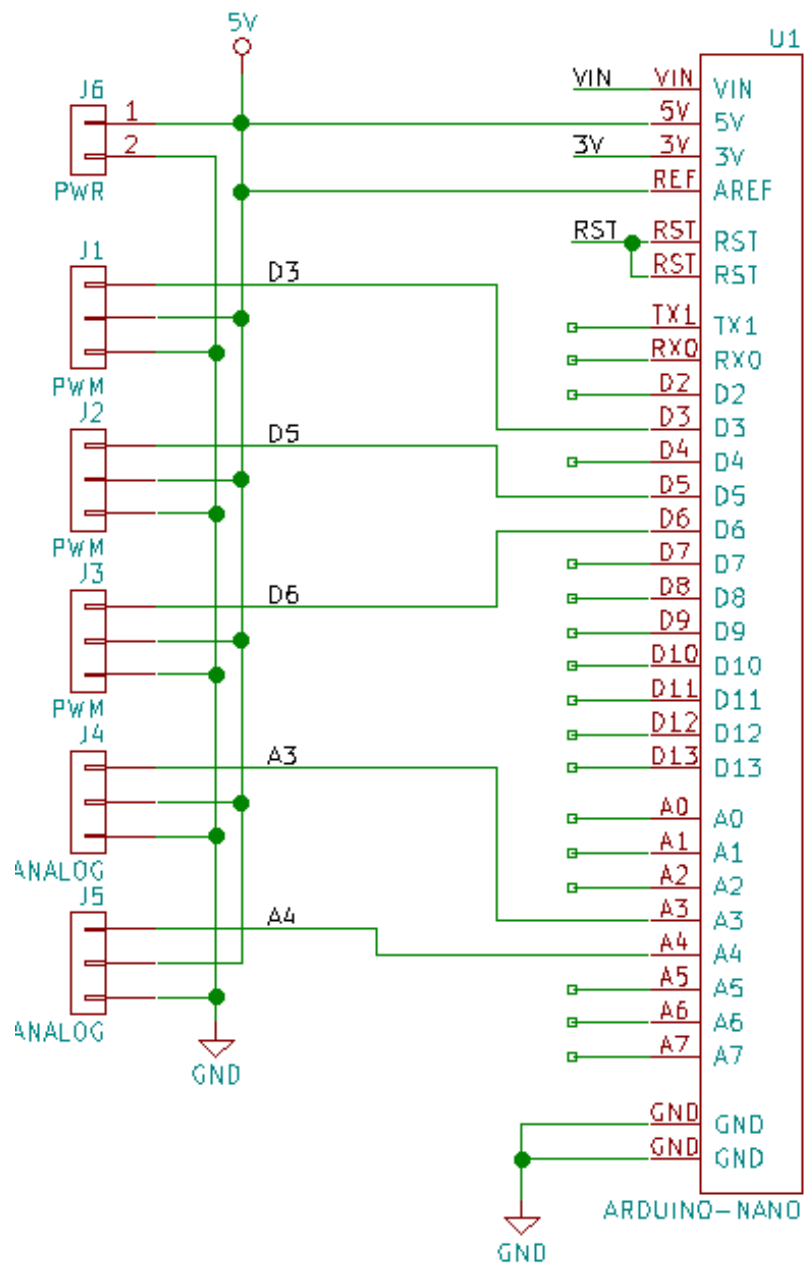 5V
U1
J6
1
2
PWR
J1
D3
PWM
J2
D5
PWM
J3
D6
PWM
J4
A3
ANALOG
J5
A4
ANALOG
GND
VIN VIN VIN
5V 5V
3V 3V 3V
REF AREF
RST RST RST
RST RST
TX1 TX1
RX0 RX0
D2 D2
D3 D3
D4 D4
D5 D5
D6 D6
D7 D7
D8 D8
D9 D9
D10 D10
D11 D11
D12 D12
D13 D13
A0 A0
A1 A1
A2 A2
A3 A3
A4 A4
A5 A5
A6 A6
A7 A7
GND GND
GND GND
ARDUINO-NANO
GND